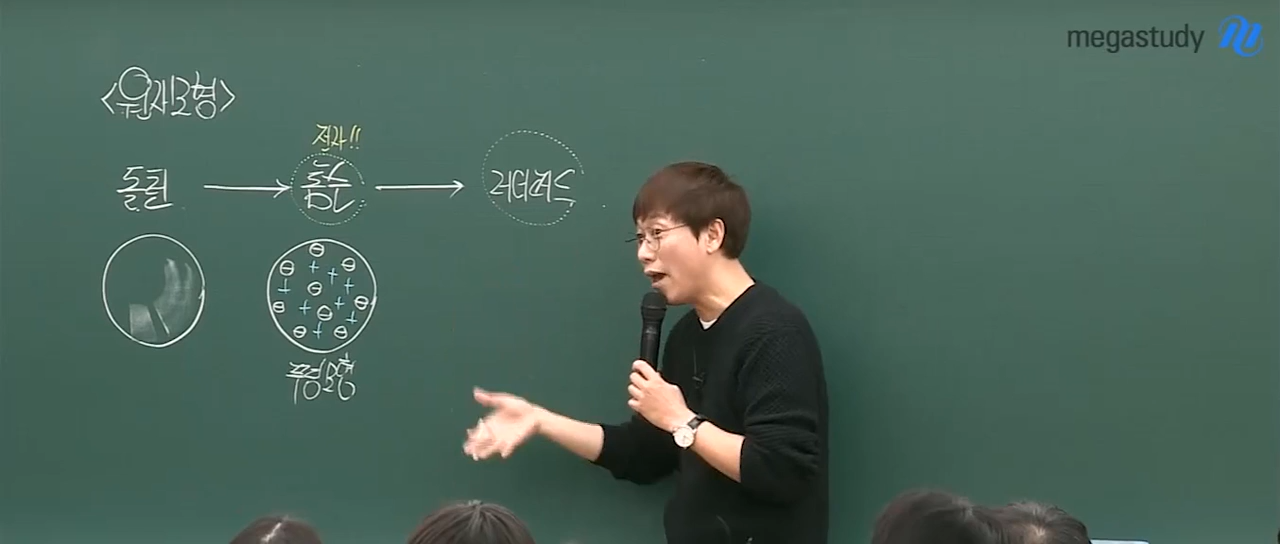 megastudy
<원자모형>
전자!!
돌턴 → 톰슨 → 러더퍼드
푸딩모형